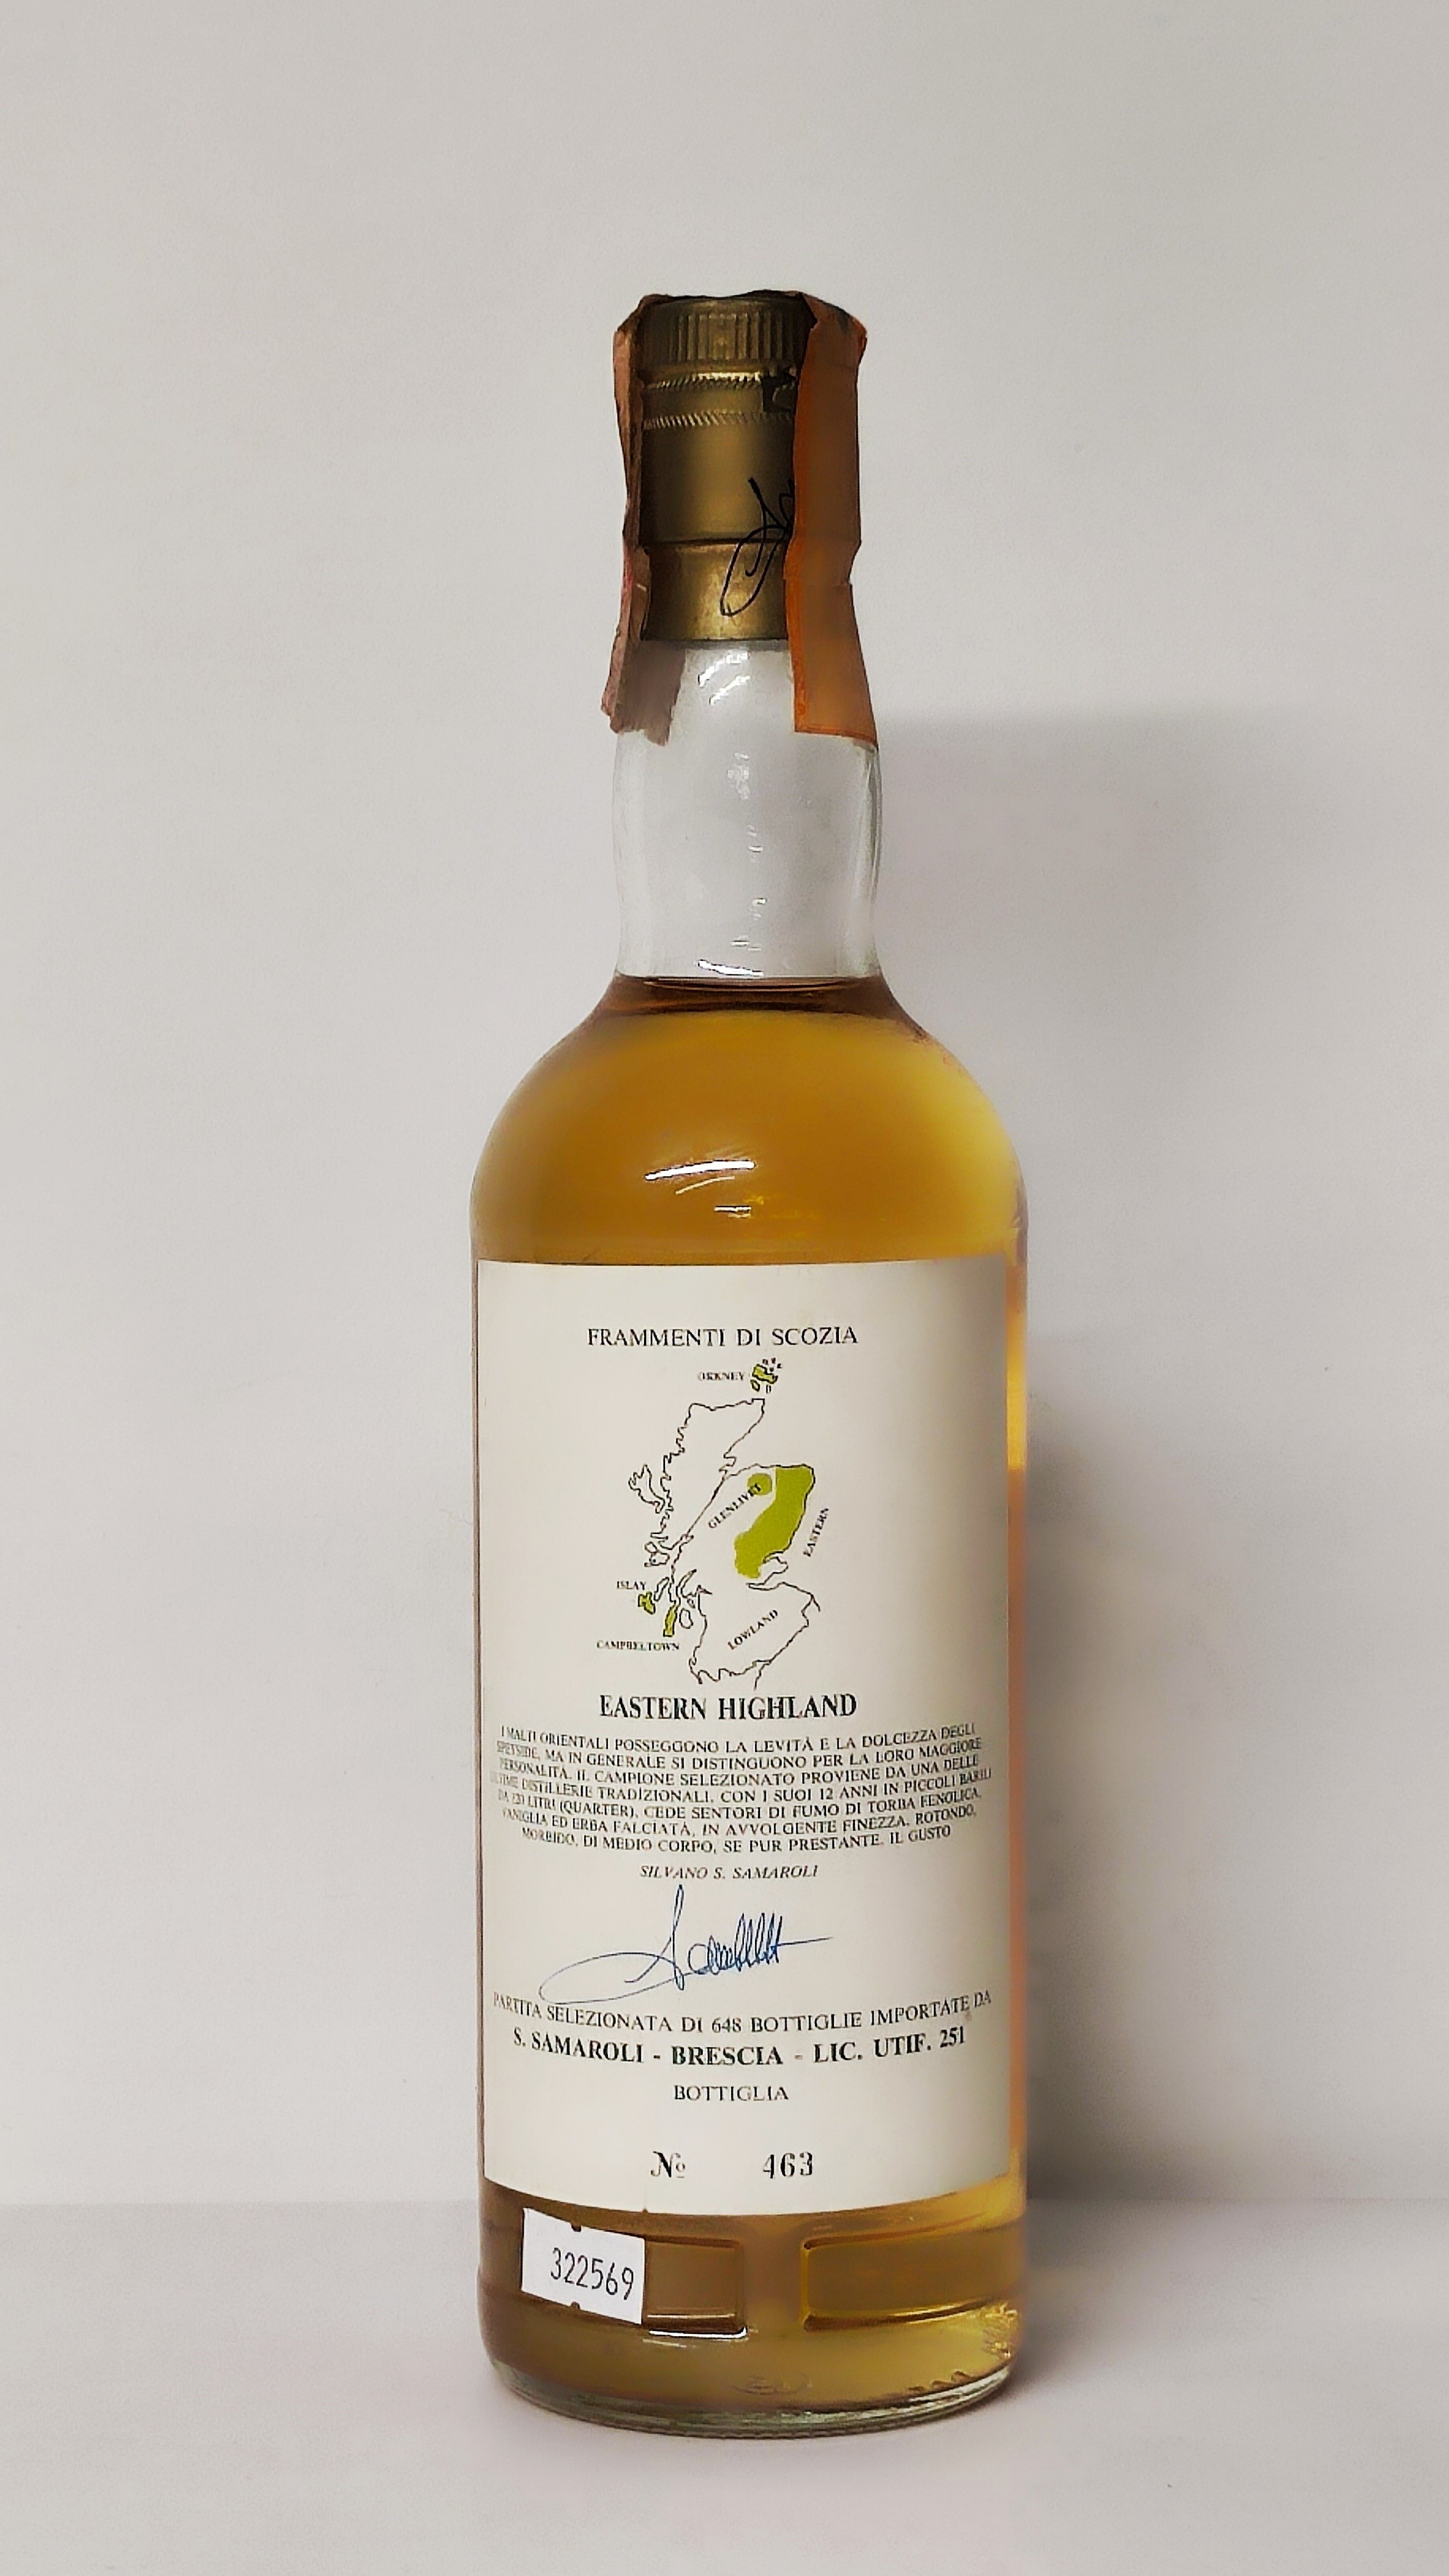 FRAMMENTI DI SCOZIA
ORKNEY
GLENLIVET
EASTERN
ISLAY
CAMPBELTOWN
LOWLAND
EASTERN HIGHLAND
I MALTI ORIENTALI POSSEGGONO LA LEVITÀ E LA DOLCEZZA DEGLI
SPEYSIDE, MA IN GENERALE SI DISTINGUONO PER LA LORO MAGGIORE
PERSONALITÀ. IL CAMPIONE SELEZIONATO PROVIENE DA UNA DELLE
ULTIME DISTILLERIE TRADIZIONALI, CON I SUOI 12 ANNI IN PICCOLI BARILI
DA LITRI (QUARTER), CEDE SENTORI DI FUMO DI TORBA FENOLICA,
VANIGLIA ED ERBA FALCIATA, IN AVVOLGENTE FINEZZA. ROTONDO,
MORBIDO, DI MEDIO CORPO, SE PUR PRESTANTE, IL GUSTO
SILVANO S. SAMAROLI
PARTITA SELEZIONATA DI 648 BOTTIGLIE IMPORTATE DA
S. SAMAROLI - BRESCIA - LIC. UTIF. 251
BOTTIGLIA
No 463
322569